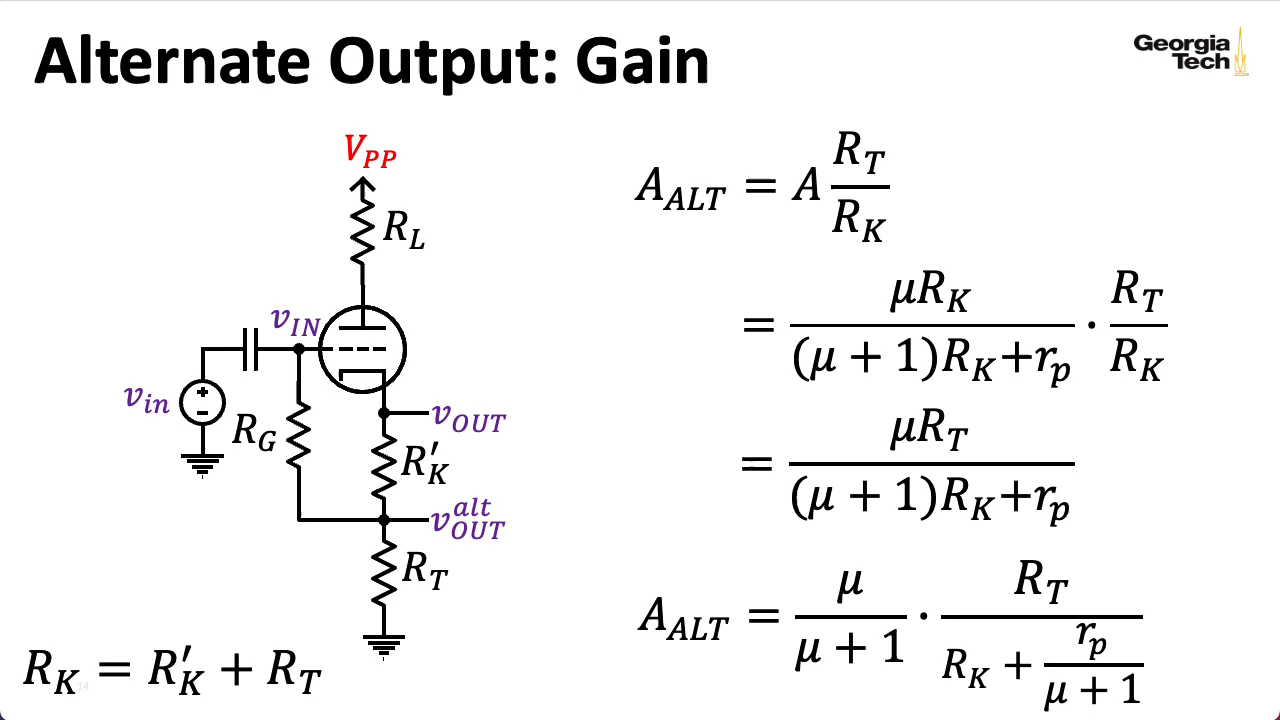 Alternate Output: Gain
Georgia
Tech
V_PP
R_L
v_IN
v_in
R_G
v_OUT
R'_K
v_OUT^alt
R_T
R_K = R'_K + R_T
14
A_ALT = A R_T / R_K
= μR_K / ((μ + 1)R_K+r_p) · R_T / R_K
= μR_T / ((μ + 1)R_K+r_p)
A_ALT = μ / (μ + 1) · R_T / (R_K + r_p / (μ + 1))